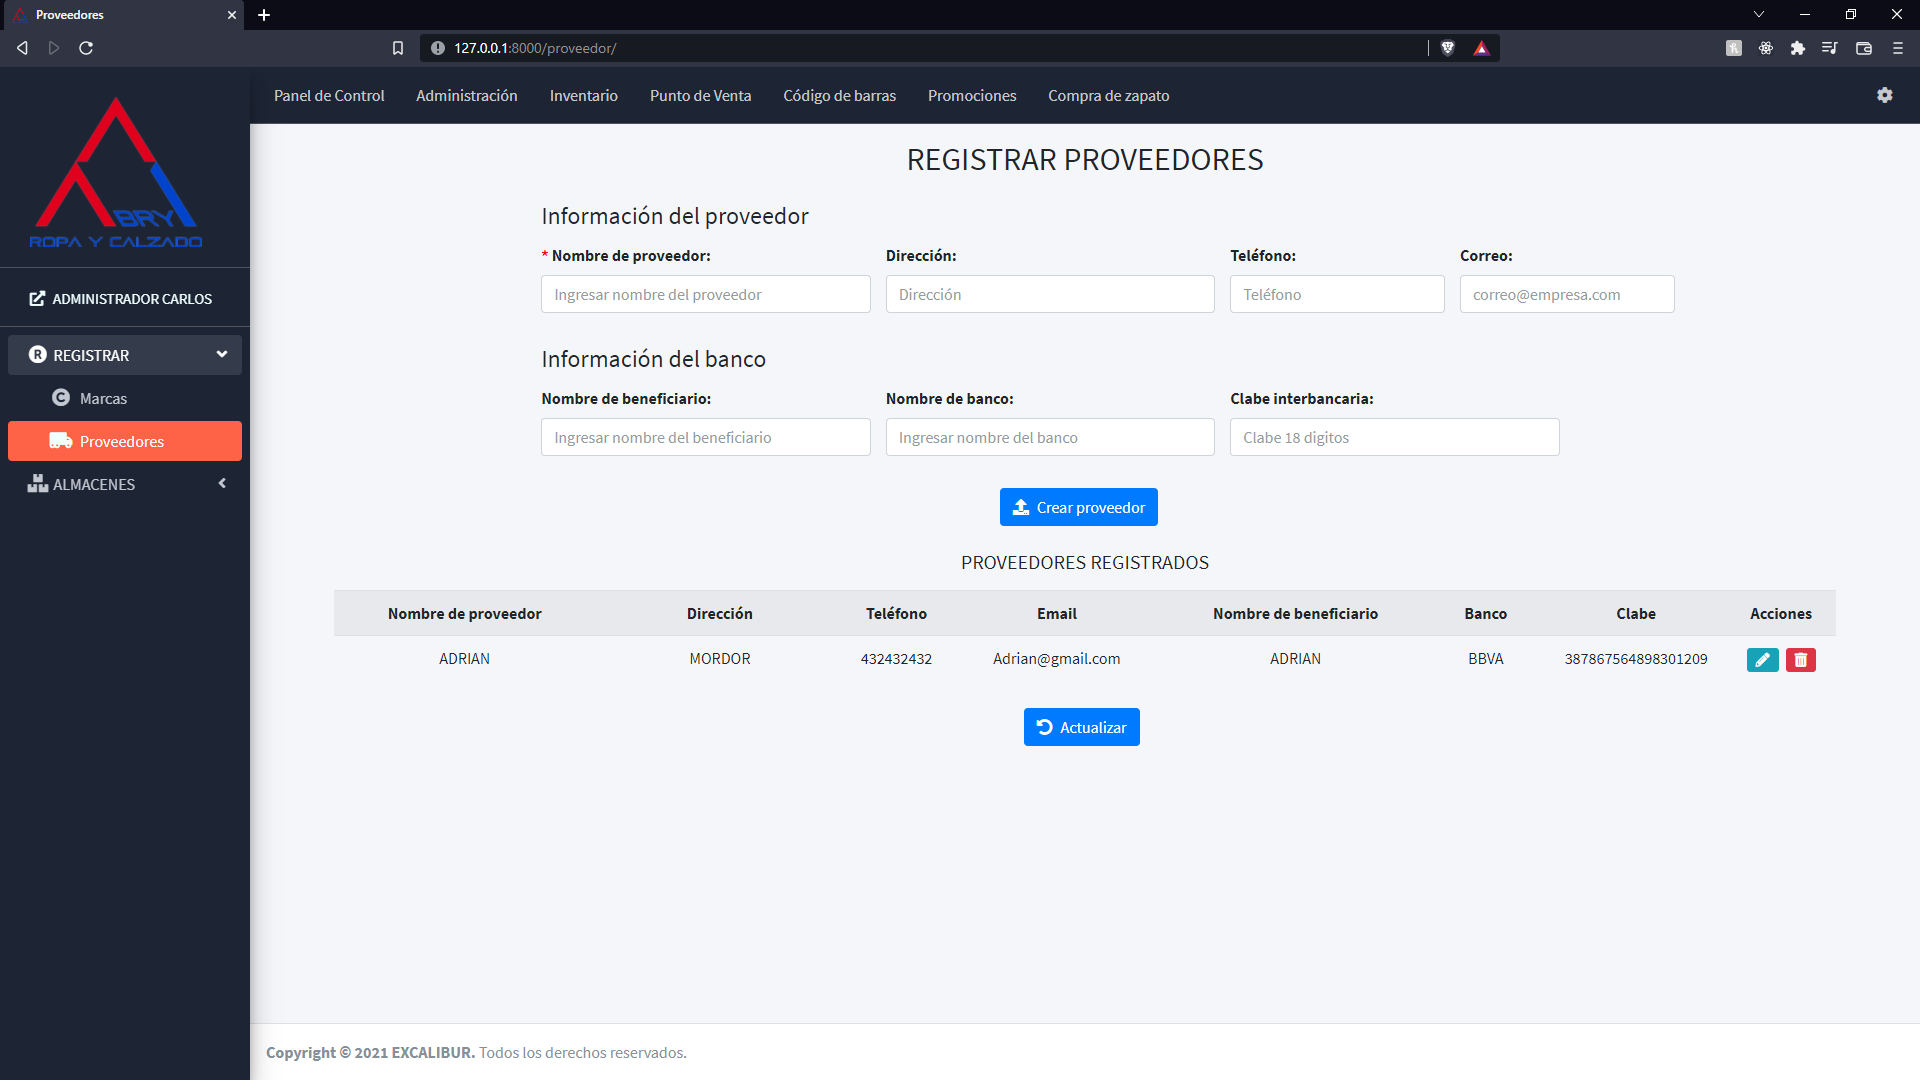 Proveedores
127.0.0.1:8000/proveedor/
BRY
ROPA Y CALZADO
Panel de Control Administración Inventario Punto de Venta Código de barras Promociones Compra de zapato
ADMINISTRADOR CARLOS
REGISTRAR
Marcas
Proveedores
ALMACENES
REGISTRAR PROVEEDORES
Información del proveedor
* Nombre de proveedor: Dirección: Teléfono: Correo:
Ingresar nombre del proveedor Dirección Teléfono correo@empresa.com
Información del banco
Nombre de beneficiario: Nombre de banco: Clabe interbancaria:
Ingresar nombre del beneficiario Ingresar nombre del banco Clabe 18 digitos
Crear proveedor
PROVEEDORES REGISTRADOS
Nombre de proveedor Dirección Teléfono Email Nombre de beneficiario Banco Clabe Acciones
ADRIAN MORDOR 432432432 Adrian@gmail.com ADRIAN BBVA 387867564898301209
Actualizar
Copyright © 2021 EXCALIBUR. Todos los derechos reservados.